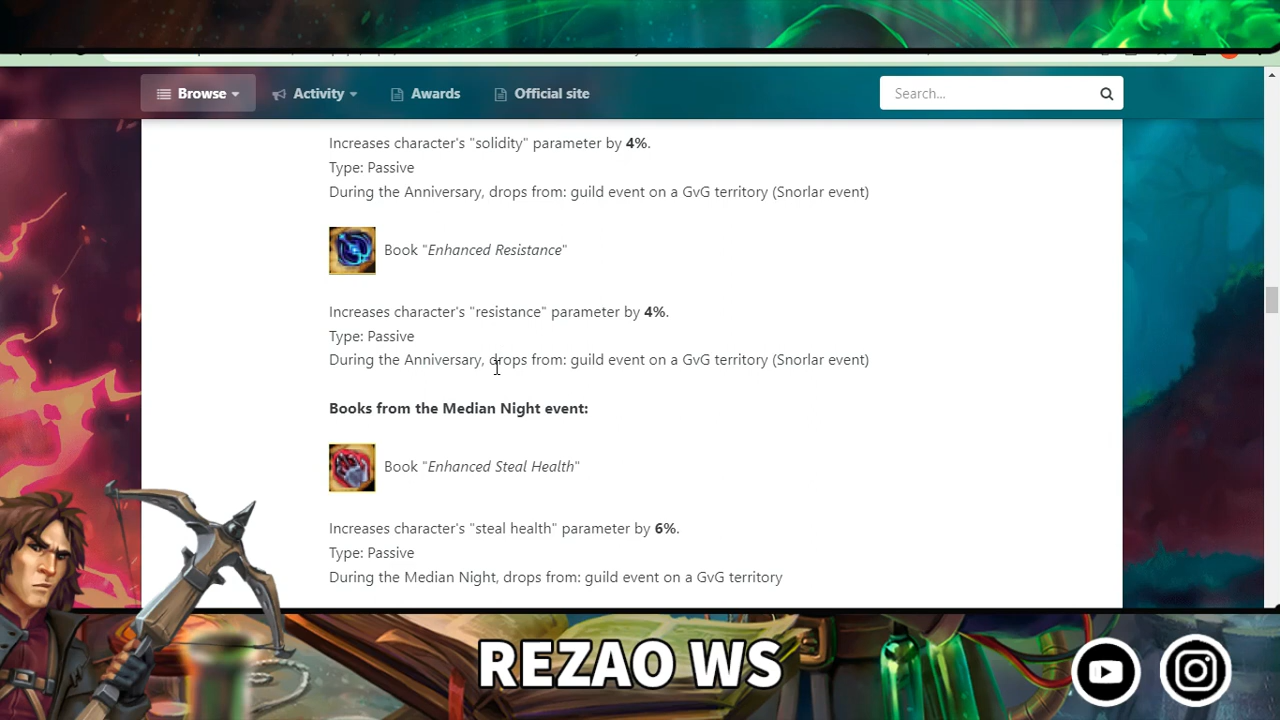 Browse
Activity
Awards
Official site
Search...
Increases character's "solidity" parameter by 4%.
Type: Passive
During the Anniversary, drops from: guild event on a GvG territory (Snorlar event)
Book "Enhanced Resistance"
Increases character's "resistance" parameter by 4%.
Type: Passive
During the Anniversary, drops from: guild event on a GvG territory (Snorlar event)
Books from the Median Night event:
Book "Enhanced Steal Health"
Increases character's "steal health" parameter by 6%.
Type: Passive
During the Median Night, drops from: guild event on a GvG territory
REZAO WS